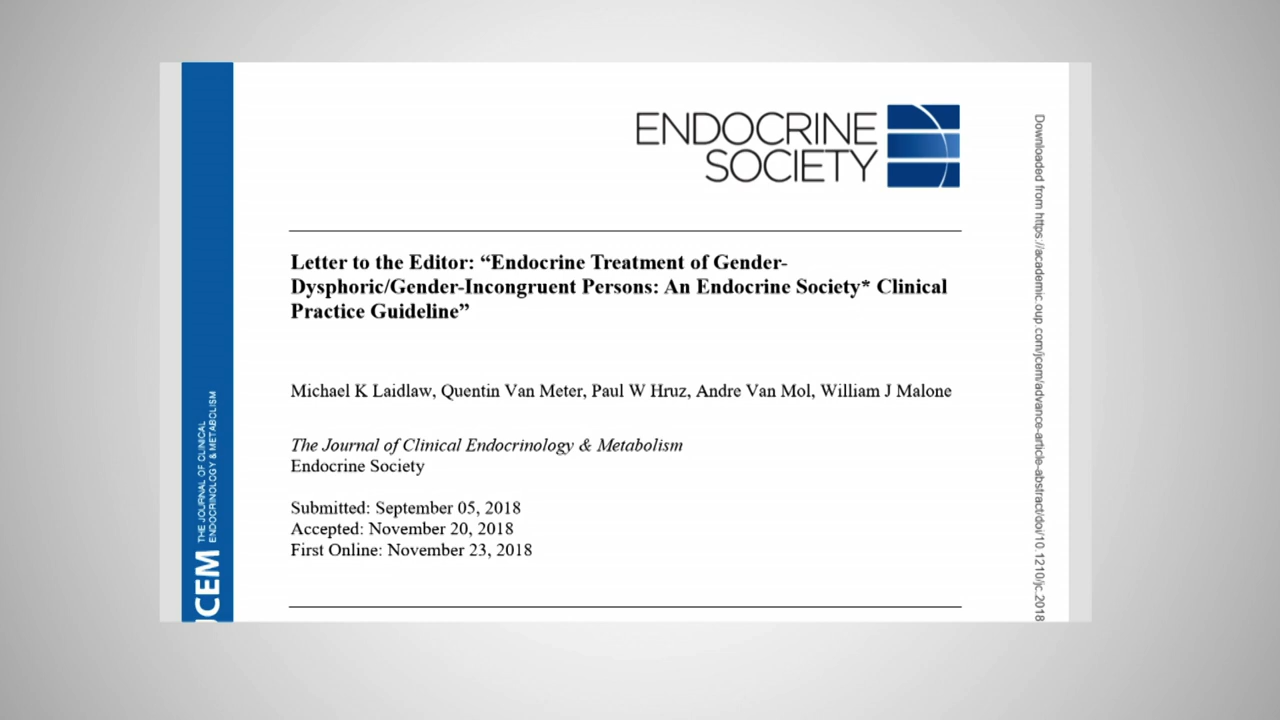 ENDOCRINE
SOCIETY
Letter to the Editor: “Endocrine Treatment of Gender-
Dysphoric/Gender-Incongruent Persons: An Endocrine Society* Clinical
Practice Guideline”
Michael K Laidlaw, Quentin Van Meter, Paul W Hruz, Andre Van Mol, William J Malone
The Journal of Clinical Endocrinology & Metabolism
Endocrine Society
Submitted: September 05, 2018
Accepted: November 20, 2018
First Online: November 23, 2018
JCEM
THE JOURNAL OF CLINICAL
ENDOCRINOLOGY & METABOLISM
Downloaded from https://academic.oup.com/jcem/advance-article-abstract/doi/10.1210/jc.2018